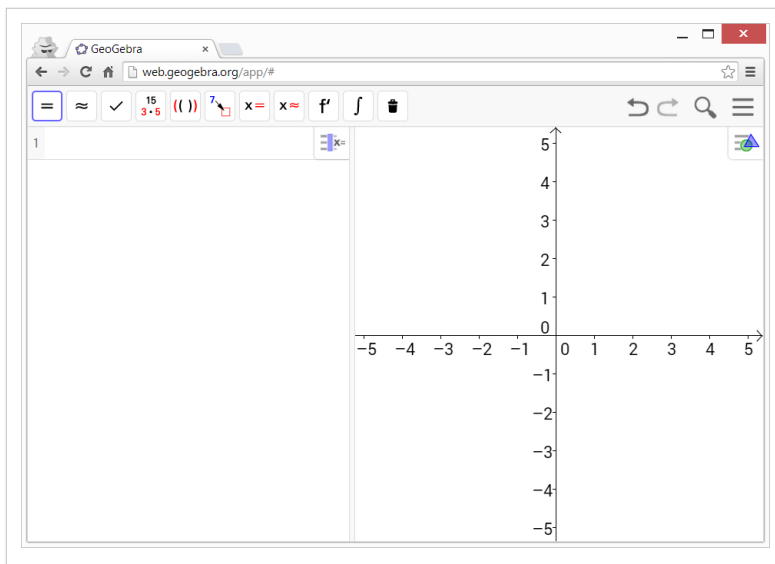 GeoGebra ×
web.geogebra.org/app/#
= ≈ ✓ 15 3·5 (( )) 7 x= x≈ f′ ∫
1 x=
5
4
3
2
1
0
−5 −4 −3 −2 −1 0 1 2 3 4 5
−1
−2
−3
−4
−5